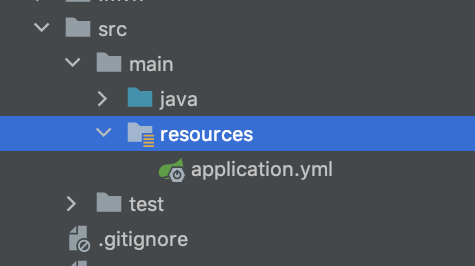 src
main
java
resources
application.yml
test
.gitignore